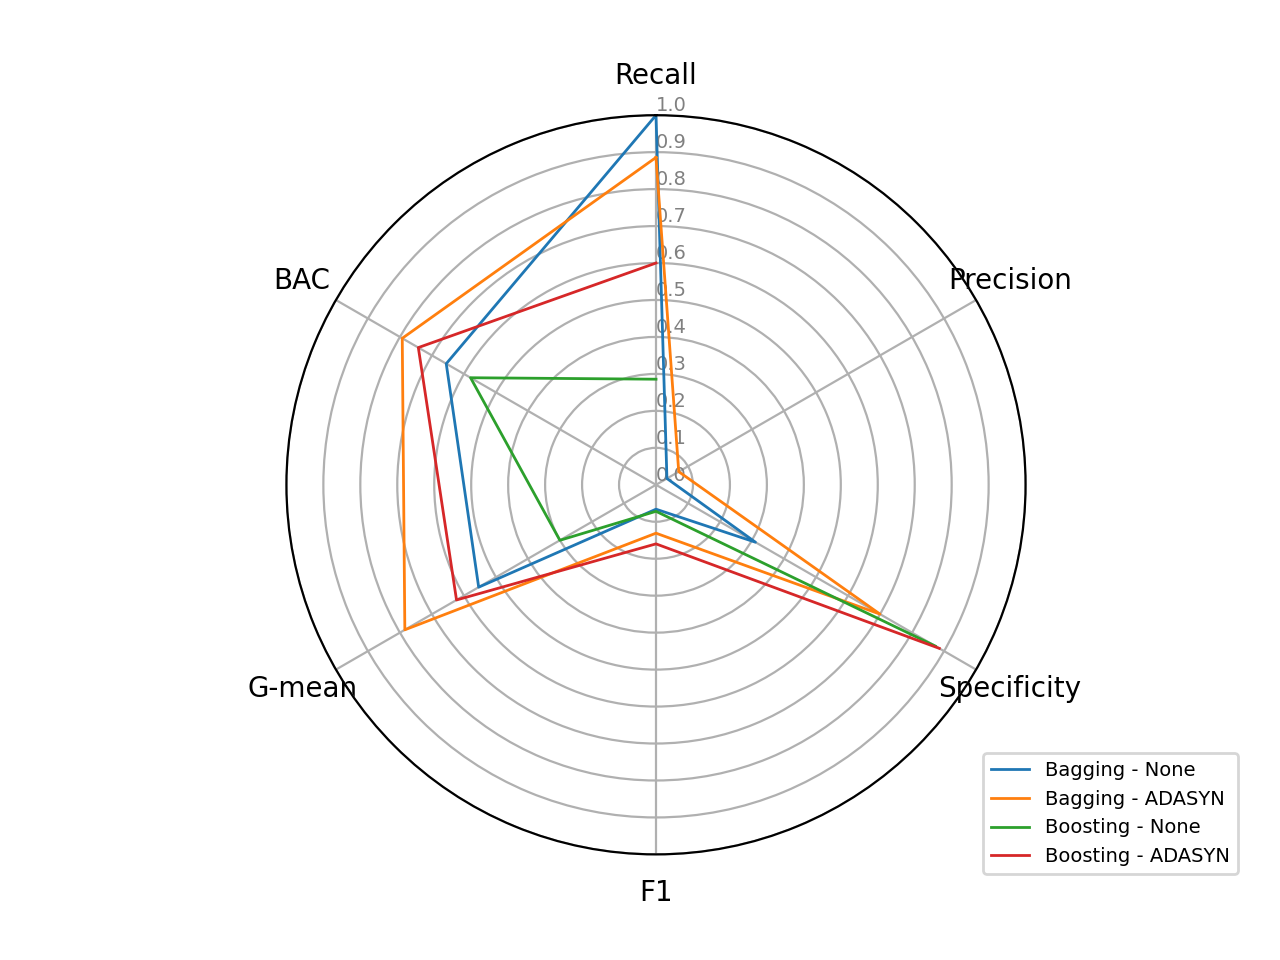 Recall
1.0
0.9
0.8
0.7
0.6
0.5
0.4
0.3
0.2
0.1
0.0
BAC
Precision
G-mean
Specificity
F1
Bagging - None
Bagging - ADASYN
Boosting - None
Boosting - ADASYN